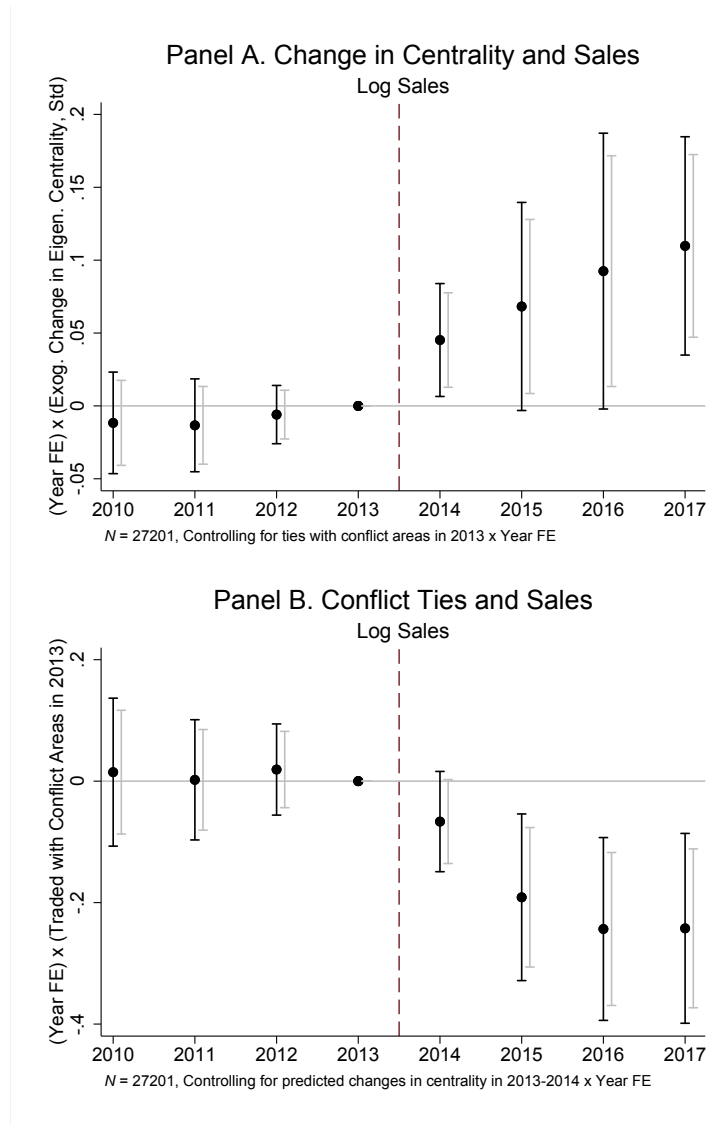 Panel A. Change in Centrality and Sales
Log Sales
(Year FE) x (Exog. Change in Eigen. Centrality, Std)
.2
.15
.1
.05
0
-.05
2010 2011 2012 2013 2014 2015 2016 2017
N = 27201, Controlling for ties with conflict areas in 2013 x Year FE
Panel B. Conflict Ties and Sales
Log Sales
(Year FE) x (Traded with Conflict Areas in 2013)
.2
0
-.2
-.4
2010 2011 2012 2013 2014 2015 2016 2017
N = 27201, Controlling for predicted changes in centrality in 2013-2014 x Year FE